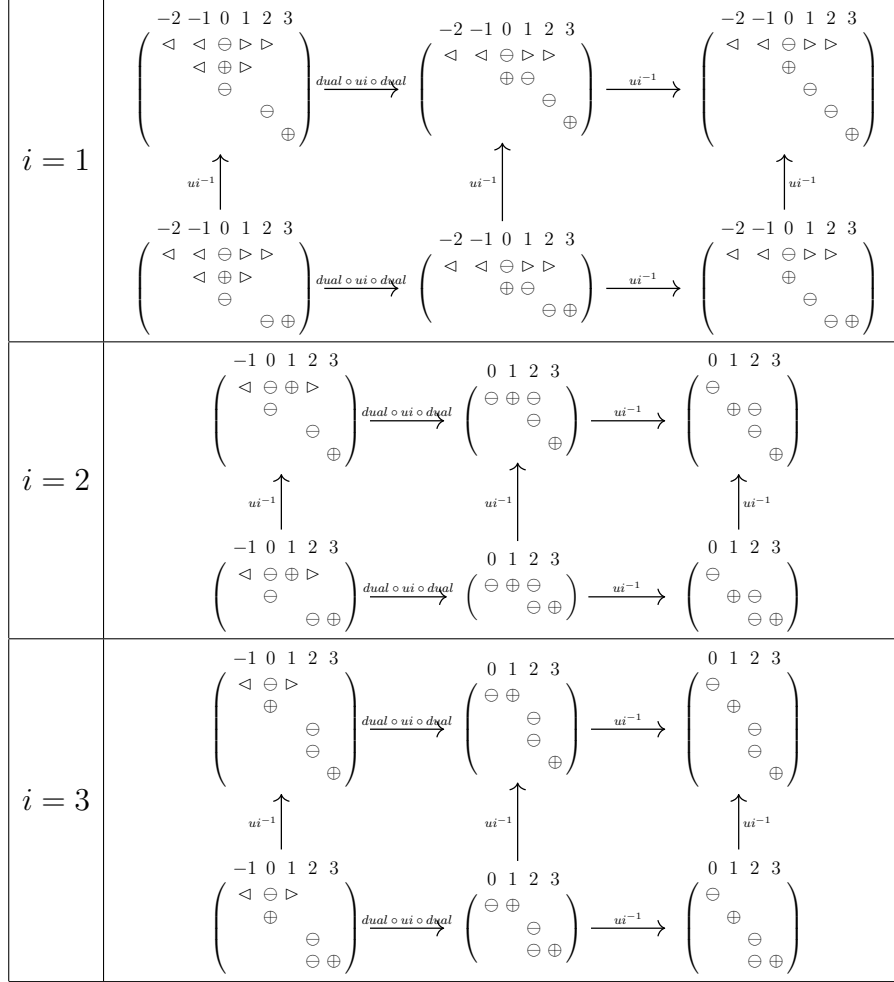 i = 1
−2 −1 0 1 2 3
◁ ◁ ⊖ ▷ ▷
◁ ⊕ ▷
⊖
⊖
⊕
dual ∘ ui ∘ dual
−2 −1 0 1 2 3
◁ ◁ ⊖ ▷ ▷
⊕ ⊖
⊖
⊕
ui⁻¹
−2 −1 0 1 2 3
◁ ◁ ⊖ ▷ ▷
⊕
⊖
⊖
⊕
ui⁻¹
ui⁻¹
ui⁻¹
−2 −1 0 1 2 3
◁ ◁ ⊖ ▷ ▷
◁ ⊕ ▷
⊖
⊖ ⊕
dual ∘ ui ∘ dual
−2 −1 0 1 2 3
◁ ◁ ⊖ ▷ ▷
⊕ ⊖
⊖ ⊕
ui⁻¹
−2 −1 0 1 2 3
◁ ◁ ⊖ ▷ ▷
⊕
⊖
⊖ ⊕
i = 2
−1 0 1 2 3
◁ ⊖ ⊕ ▷
⊖
⊖
⊕
dual ∘ ui ∘ dual
0 1 2 3
⊖ ⊕ ⊖
⊖
⊕
ui⁻¹
0 1 2 3
⊖
⊕ ⊖
⊖
⊕
ui⁻¹
ui⁻¹
ui⁻¹
−1 0 1 2 3
◁ ⊖ ⊕ ▷
⊖
⊖ ⊕
dual ∘ ui ∘ dual
0 1 2 3
⊖ ⊕ ⊖
⊖ ⊕
ui⁻¹
0 1 2 3
⊖
⊕ ⊖
⊖ ⊕
i = 3
−1 0 1 2 3
◁ ⊖ ▷
⊕
⊖
⊖
⊕
dual ∘ ui ∘ dual
0 1 2 3
⊖ ⊕
⊖
⊖
⊕
ui⁻¹
0 1 2 3
⊖
⊕
⊖
⊖
⊕
ui⁻¹
ui⁻¹
ui⁻¹
−1 0 1 2 3
◁ ⊖ ▷
⊕
⊖
⊖ ⊕
dual ∘ ui ∘ dual
0 1 2 3
⊖ ⊕
⊖
⊖ ⊕
ui⁻¹
0 1 2 3
⊖
⊕
⊖
⊖ ⊕